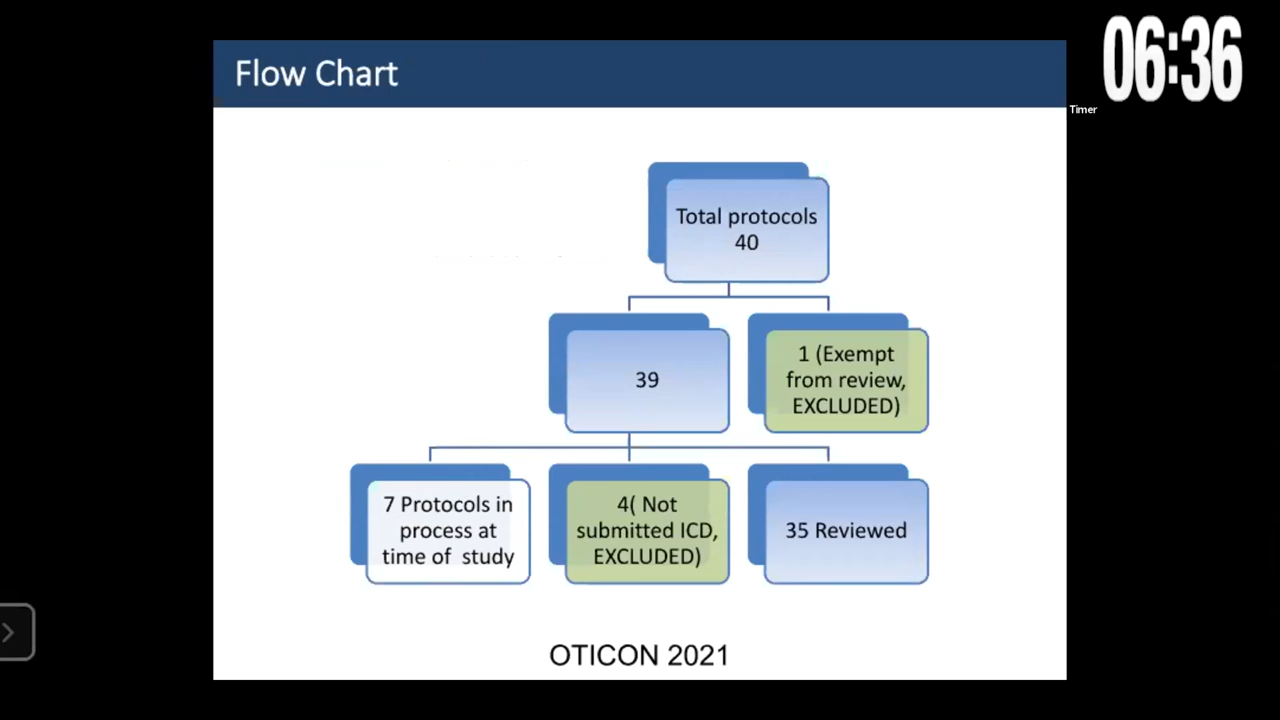 06:36
Timer
Flow Chart
Total protocols
40
39
1 (Exempt
from review,
EXCLUDED)
7 Protocols in
process at
time of study
4( Not
submitted ICD,
EXCLUDED)
35 Reviewed
OTICON 2021